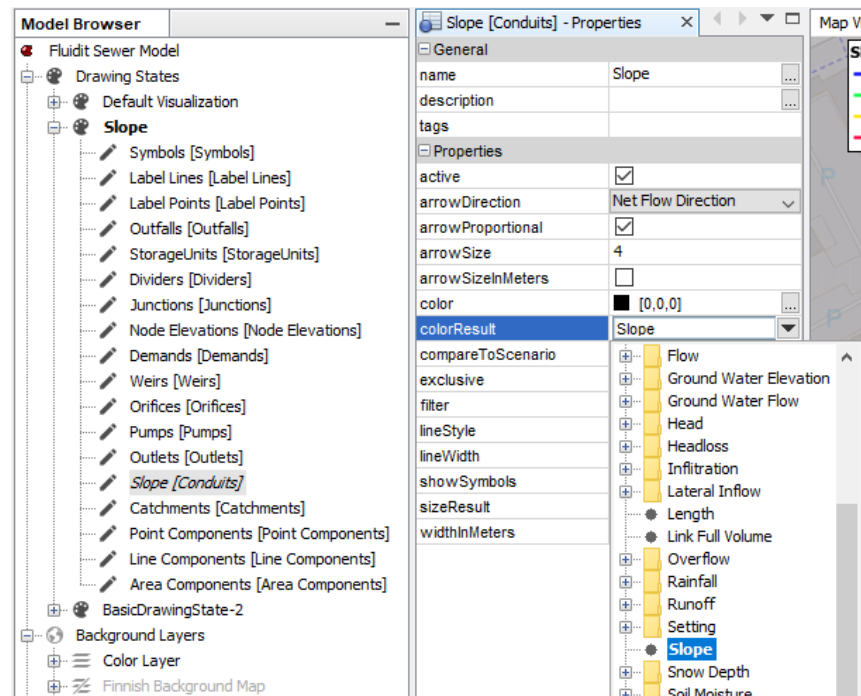 Model Browser
Fluidit Sewer Model
Drawing States
Default Visualization
Slope
Symbols [Symbols]
Label Lines [Label Lines]
Label Points [Label Points]
Outfalls [Outfalls]
StorageUnits [StorageUnits]
Dividers [Dividers]
Junctions [Junctions]
Node Elevations [Node Elevations]
Demands [Demands]
Weirs [Weirs]
Orifices [Orifices]
Pumps [Pumps]
Outlets [Outlets]
Slope [Conduits]
Catchments [Catchments]
Point Components [Point Components]
Line Components [Line Components]
Area Components [Area Components]
BasicDrawingState-2
Background Layers
Color Layer
Finnish Background Map
Slope [Conduits] - Properties
General
name Slope ...
description ...
tags
Properties
active
arrowDirection Net Flow Direction
arrowProportional
arrowSize 4
arrowSizeInMeters
color [0,0,0] ...
colorResult Slope
compareToScenario
exclusive
filter
lineStyle
lineWidth
showSymbols
sizeResult
widthInMeters
Flow
Ground Water Elevation
Ground Water Flow
Head
Headloss
Inflitration
Lateral Inflow
Length
Link Full Volume
Overflow
Rainfall
Runoff
Setting
Slope
Snow Depth
Soil Moisture
Map
P
P